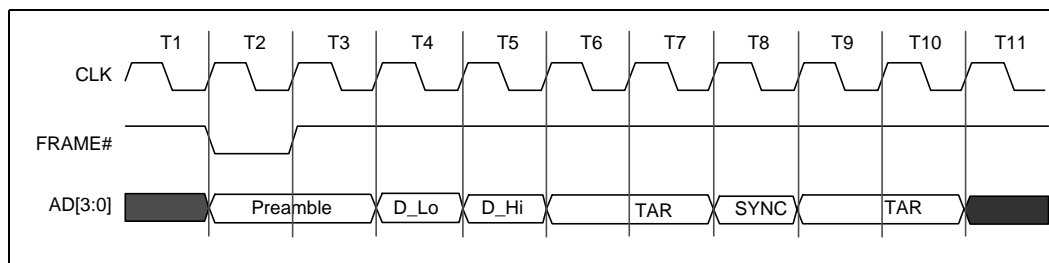 T1 T2 T3 T4 T5 T6 T7 T8 T9 T10 T11
CLK
FRAME#
AD[3:0] Preamble D_Lo D_Hi TAR SYNC TAR